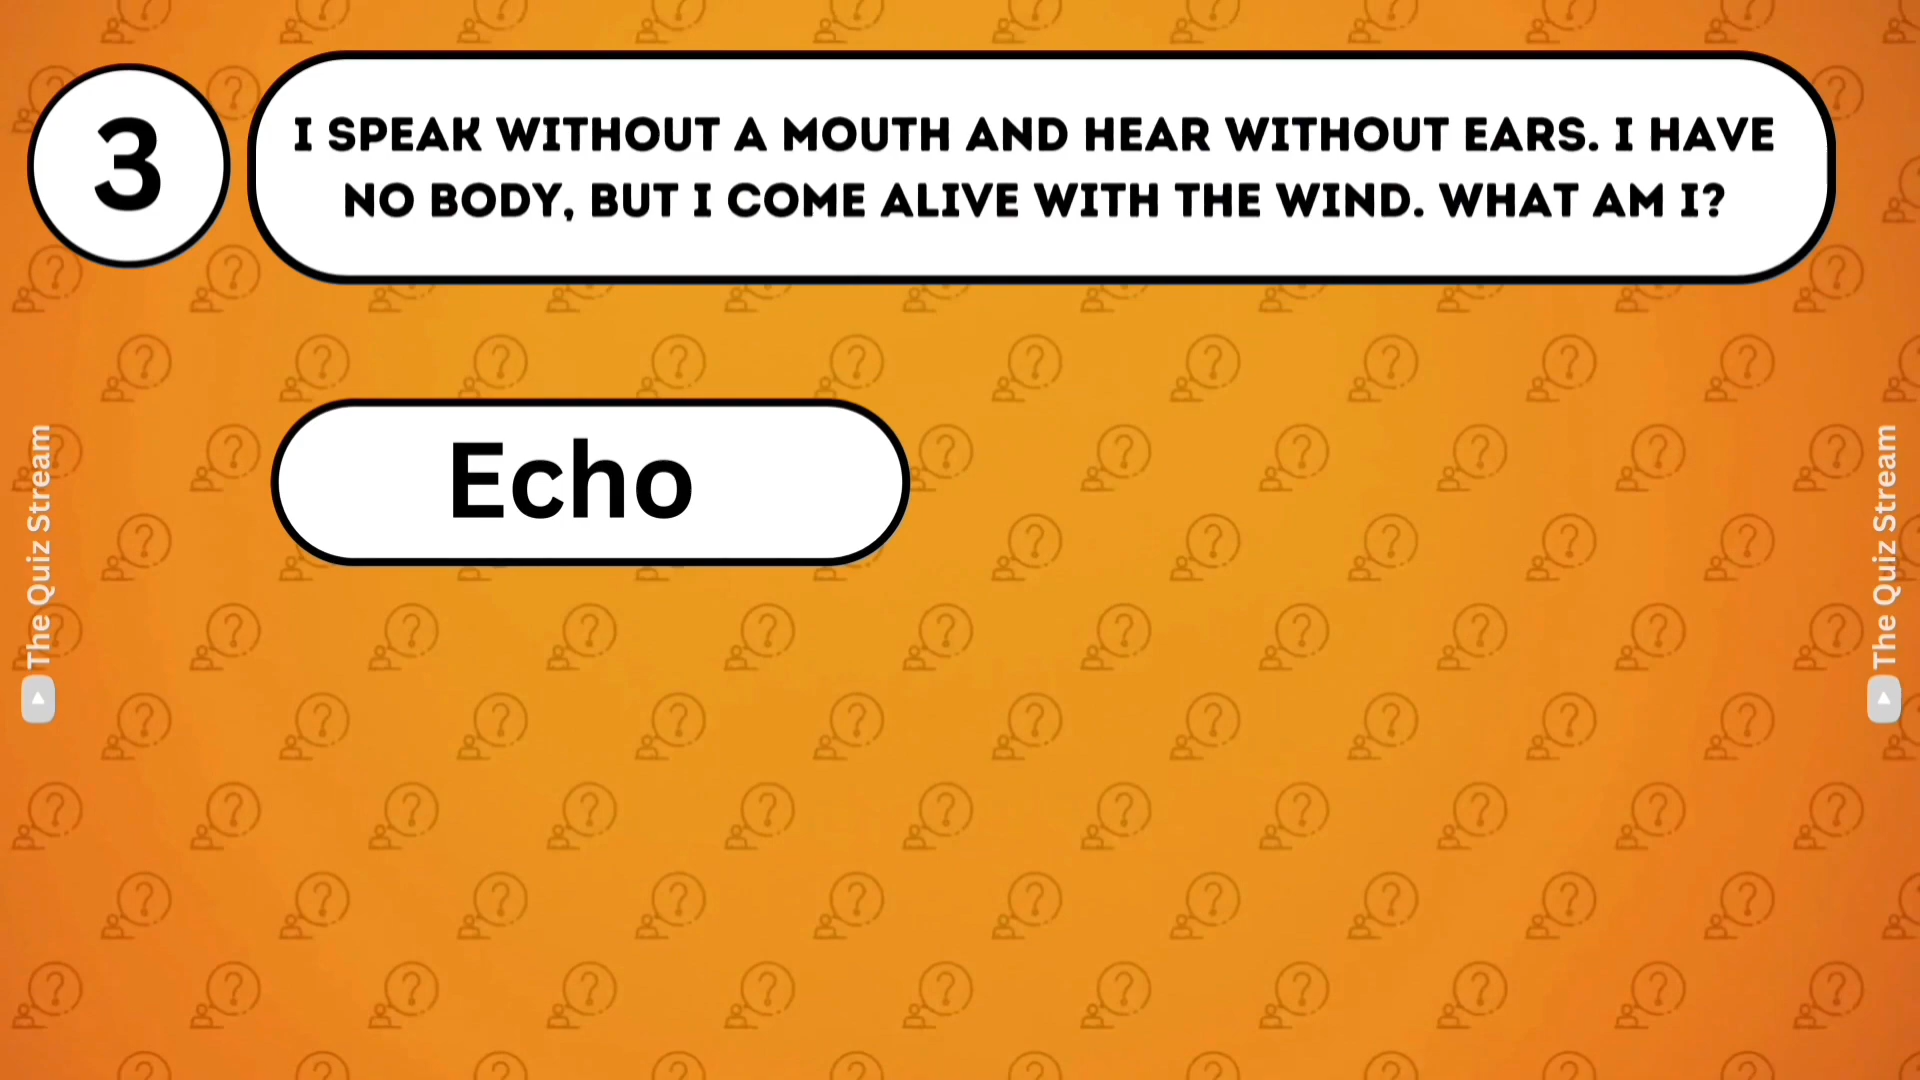 3
I SPEAK WITHOUT A MOUTH AND HEAR WITHOUT EARS. I HAVE
NO BODY, BUT I COME ALIVE WITH THE WIND. WHAT AM I?
Echo
The Quiz Stream
The Quiz Stream